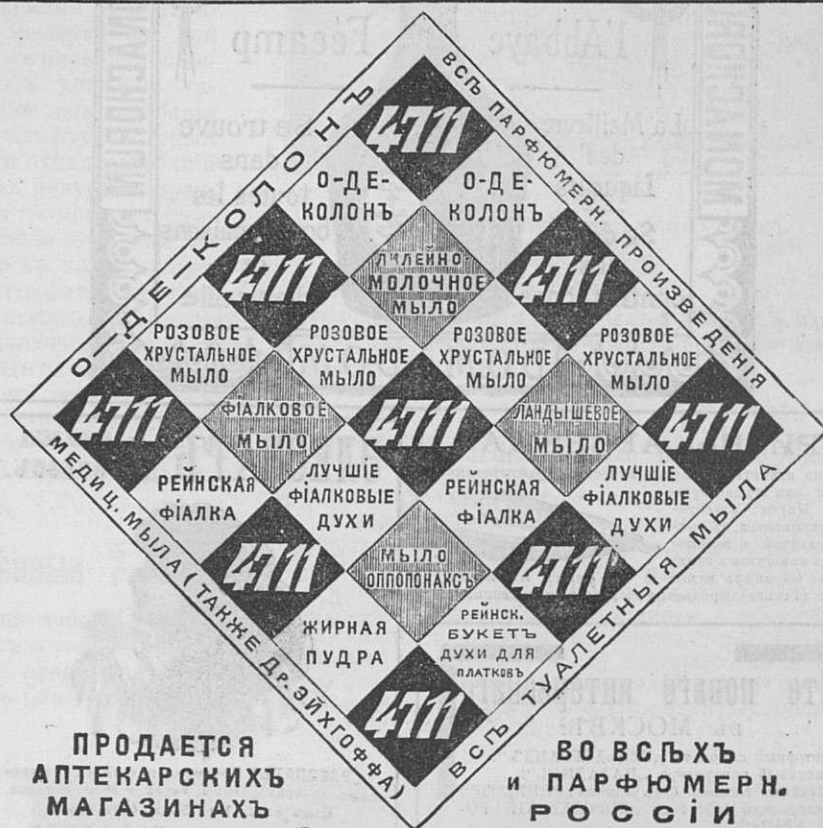 О-ДЕ-КОЛОНЪ
ВСѢ ПАРФЮМЕРН. ПРОИЗВЕДЕНІЯ
4711
О-ДЕ-
КОЛОНЪ
О-ДЕ-
КОЛОНЪ
4711
ЛИЛЕЙНО-
МОЛОЧНОЕ
МЫЛО
4711
РОЗОВОЕ
ХРУСТАЛЬНОЕ
МЫЛО
РОЗОВОЕ
ХРУСТАЛЬНОЕ
МЫЛО
РОЗОВОЕ
ХРУСТАЛЬНОЕ
МЫЛО
РОЗОВОЕ
ХРУСТАЛЬНОЕ
МЫЛО
4711
ФІАЛКОВОЕ
МЫЛО
4711
ЛАНДЫШЕВОЕ
МЫЛО
4711
РЕЙНСКАЯ
ФІАЛКА
ЛУЧШІЕ
ФІАЛКОВЫЕ
ДУХИ
РЕЙНСКАЯ
ФІАЛКА
ЛУЧШІЕ
ФІАЛКОВЫЕ
ДУХИ
4711
МЫЛО
ОППОПОНАКСЪ
4711
ЖИРНАЯ
ПУДРА
РЕЙНСК.
БУКЕТЪ
ДУХИ ДЛЯ
ПЛАТКОВЪ
4711
МЕДИЦ. МЫЛА (ТАКЖЕ ДР. ЭЙХГОФФА)
ВСѢ ТУАЛЕТНЫЯ МЫЛА
ПРОДАЕТСЯ ВО ВСѢХЪ
АПТЕКАРСКИХЪ и ПАРФЮМЕРН.
МАГАЗИНАХЪ РОССІИ